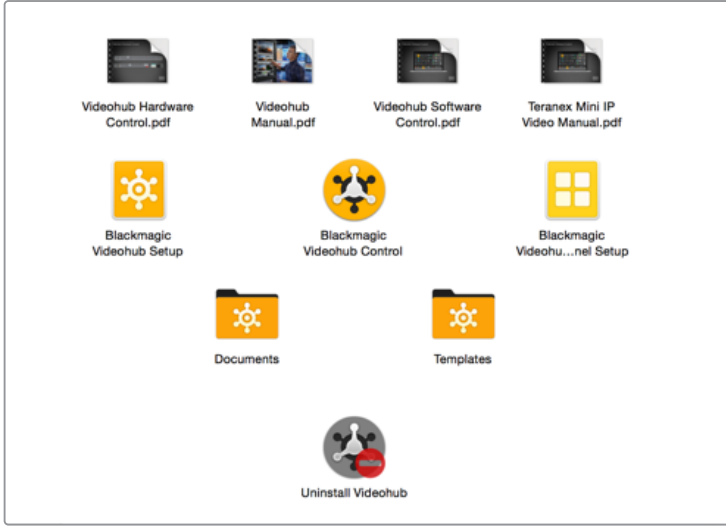 Videohub Hardware
Control.pdf
Videohub
Manual.pdf
Videohub Software
Control.pdf
Teranex Mini IP
Video Manual.pdf
Blackmagic
Videohub Setup
Blackmagic
Videohub Control
Blackmagic
Videohu...nel Setup
Documents
Templates
Uninstall Videohub